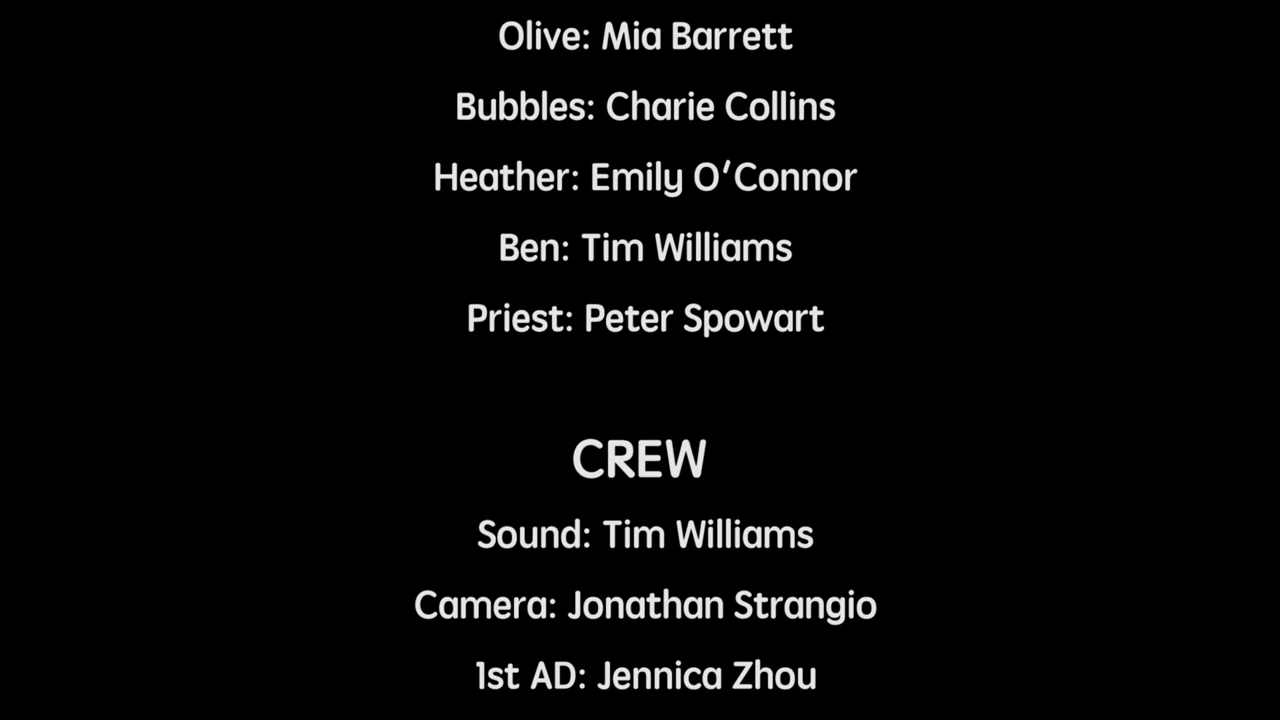 Olive: Mia Barrett
Bubbles: Charie Collins
Heather: Emily O'Connor
Ben: Tim Williams
Priest: Peter Spowart
CREW
Sound: Tim Williams
Camera: Jonathan Strangio
1st AD: Jennica Zhou